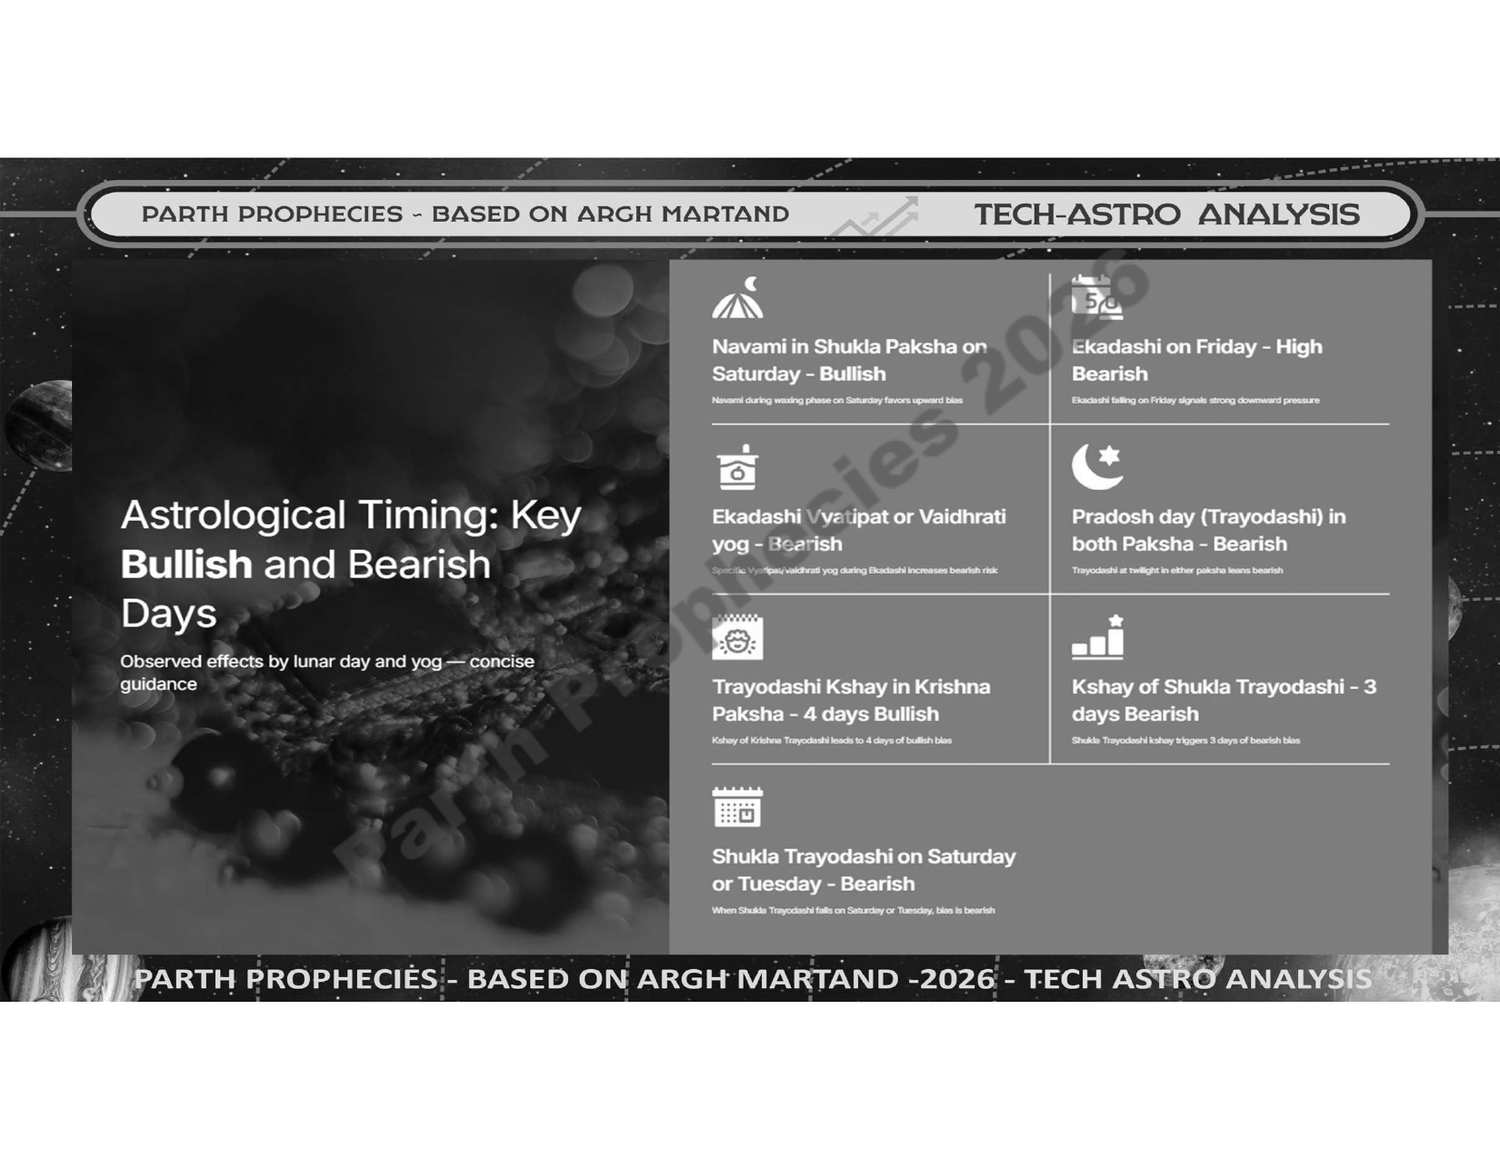 PARTH PROPHECIES - BASED ON ARGH MARTAND
TECH-ASTRO ANALYSIS
Astrological Timing: Key
Bullish and Bearish
Days
Observed effects by lunar day and yog — concise
guidance
Navami in Shukla Paksha on
Saturday - Bullish
Navami during waxing phase on Saturday favors upward bias
Ekadashi on Friday - High
Bearish
Ekadashi falling on Friday signals strong downward pressure
Ekadashi Vyatipat or Vaidhrati
yog - Bearish
Specific Vyatipat/Vaidhrati yog during Ekadashi increases bearish risk
Pradosh day (Trayodashi) in
both Paksha - Bearish
Trayodashi at twilight in either paksha leans bearish
Trayodashi Kshay in Krishna
Paksha - 4 days Bullish
Kshay of Krishna Trayodashi leads to 4 days of bullish bias
Kshay of Shukla Trayodashi - 3
days Bearish
Shukla Trayodashi kshay triggers 3 days of bearish bias
Shukla Trayodashi on Saturday
or Tuesday - Bearish
When Shukla Trayodashi falls on Saturday or Tuesday, bias is bearish
Parth Prophecies 2026
PARTH PROPHECIES - BASED ON ARGH MARTAND -2026 - TECH ASTRO ANALYSIS